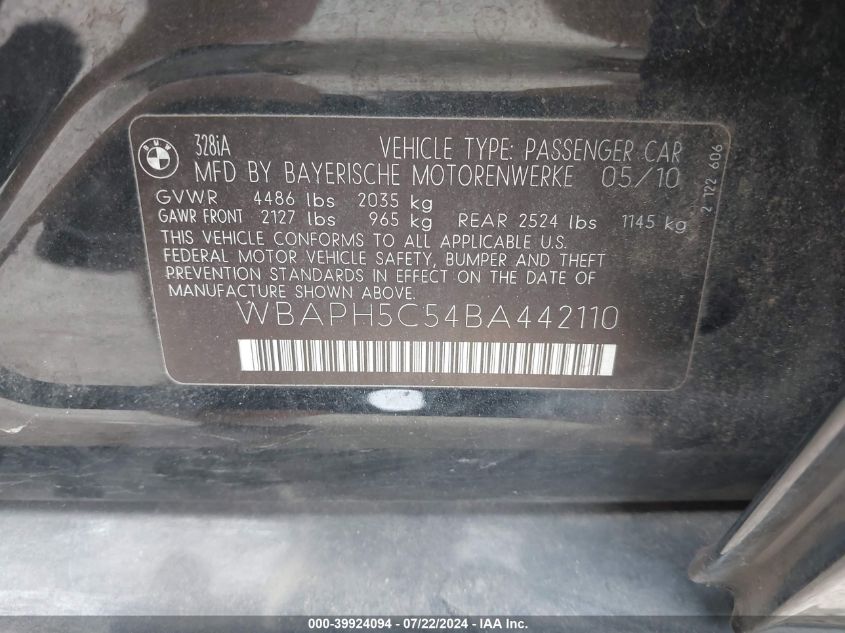 BMW
328iA VEHICLE TYPE: PASSENGER CAR
MFD BY BAYERISCHE MOTORENWERKE 05/10
GVWR 4486 lbs 2035 kg
GAWR FRONT 2127 lbs 965 kg REAR 2524 lbs 1145 kg
THIS VEHICLE CONFORMS TO ALL APPLICABLE U.S.
FEDERAL MOTOR VEHICLE SAFETY, BUMPER AND THEFT
PREVENTION STANDARDS IN EFFECT ON THE DATE OF
MANUFACTURE SHOWN ABOVE.
WBAPH5C54BA442110
2 122 606
000-39924094 - 07/22/2024 - IAA Inc.